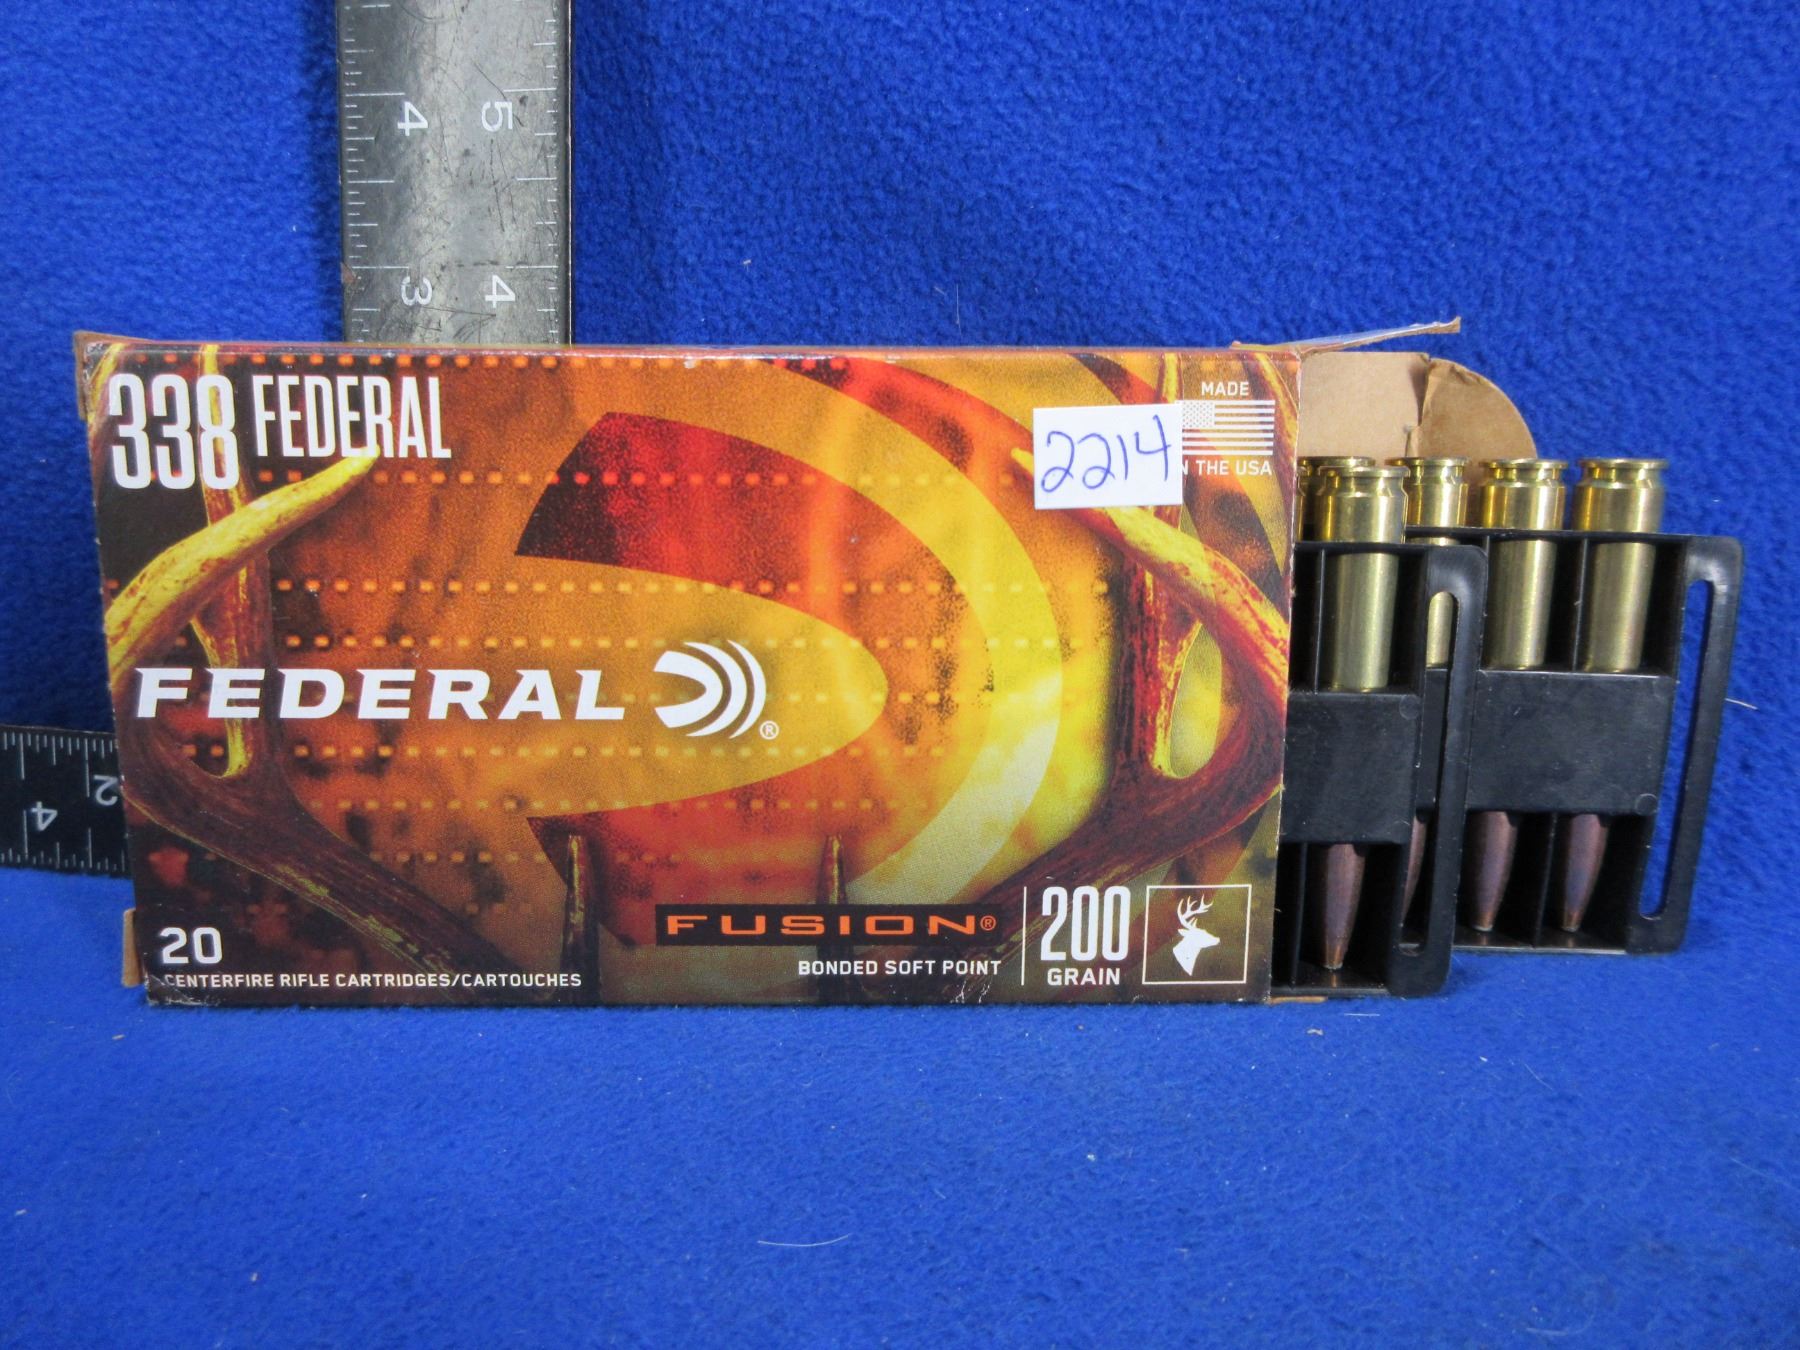 4 5
3 4
338 FEDERAL
MADE
2214
N THE USA
FEDERAL®
2
4
FUSION®
200
GRAIN
20
BONDED SOFT POINT
CENTERFIRE RIFLE CARTRIDGES/CARTOUCHES